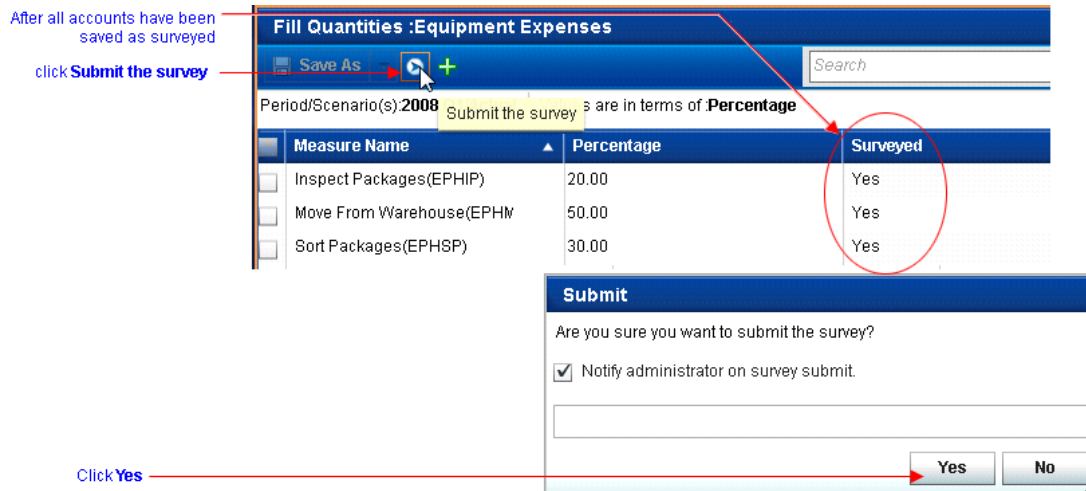 After all accounts have been
saved as surveyed
click Submit the survey
Fill Quantities :Equipment Expenses
Save As
Search
Period/Scenario(s):2008 s are in terms of :Percentage
Submit the survey
Measure Name Percentage Surveyed
Inspect Packages(EPHIP) 20.00 Yes
Move From Warehouse(EPHM 50.00 Yes
Sort Packages(EPHSP) 30.00 Yes
Submit
Are you sure you want to submit the survey?
Notify administrator on survey submit.
Click Yes
Yes No